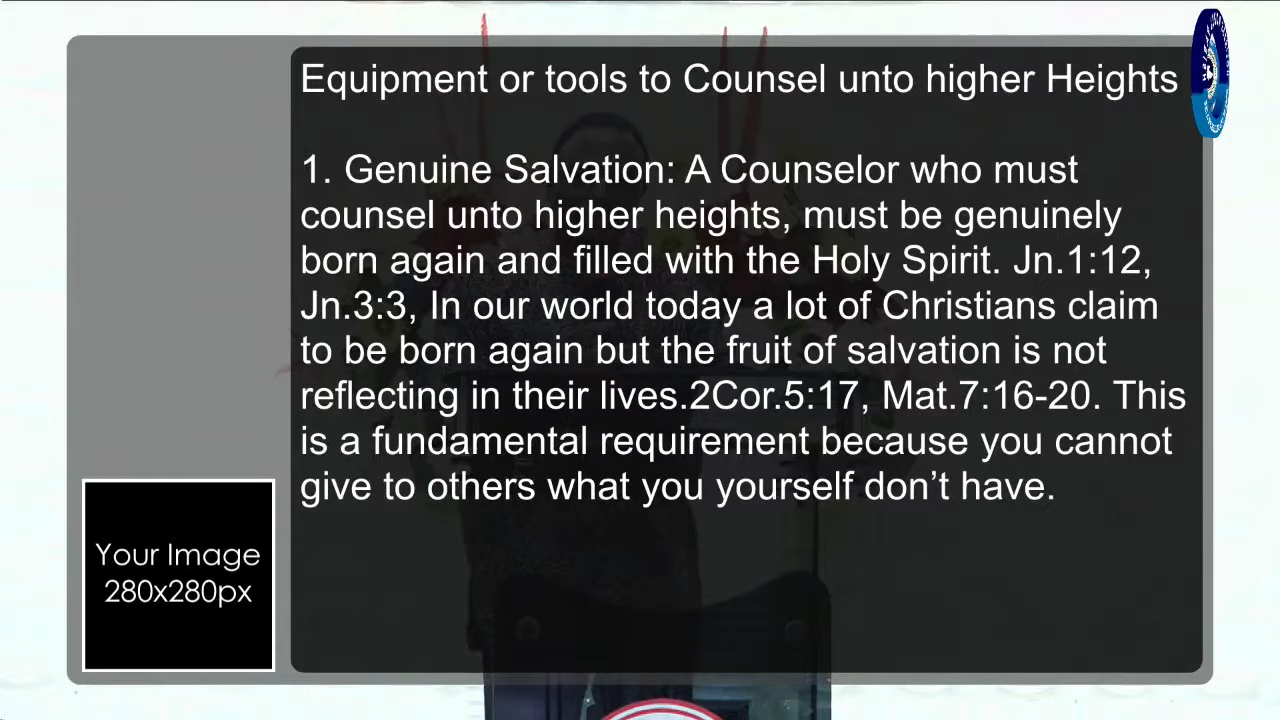 Equipment or tools to Counsel unto higher Heights
1. Genuine Salvation: A Counselor who must
counsel unto higher heights, must be genuinely
born again and filled with the Holy Spirit. Jn.1:12,
Jn.3:3, In our world today a lot of Christians claim
to be born again but the fruit of salvation is not
reflecting in their lives.2Cor.5:17, Mat.7:16-20. This
is a fundamental requirement because you cannot
give to others what you yourself don’t have.
Your Image
280x280px